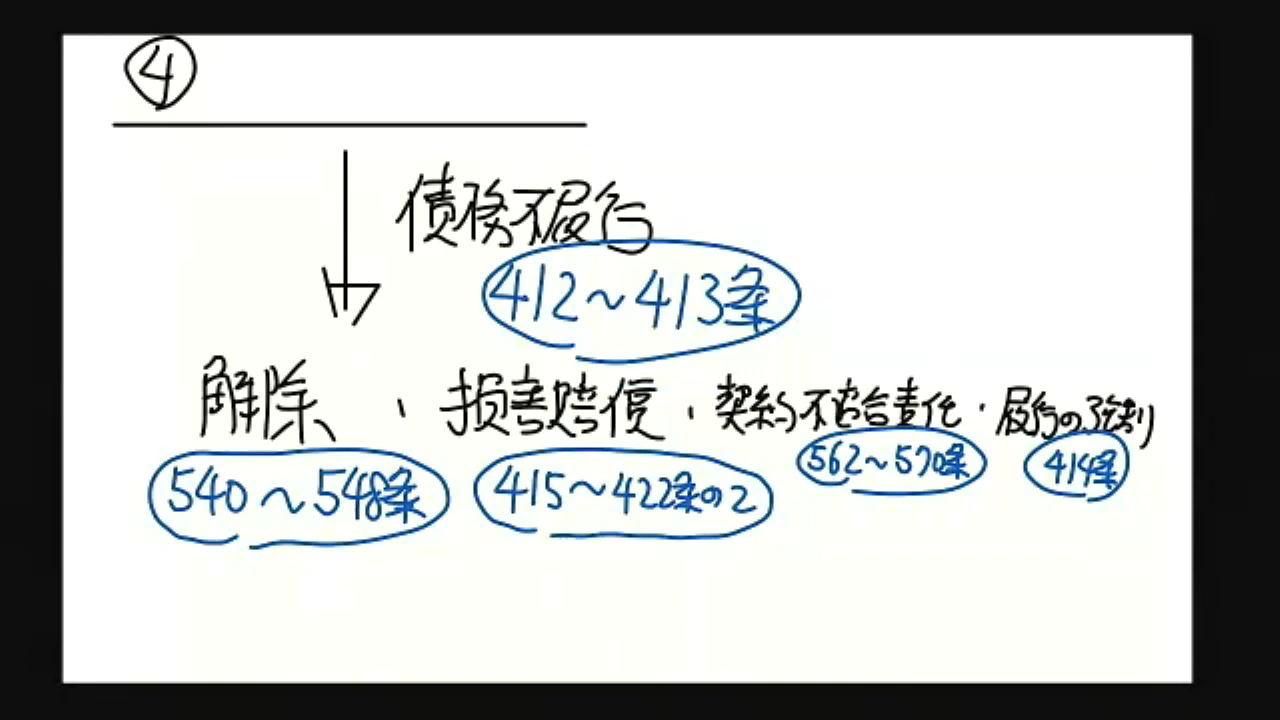 ④
債務不履行
412～413条
解除、損害賠償、契約不適合責任・履行の強制
540～548条 415～422条の2 562～570条 414条